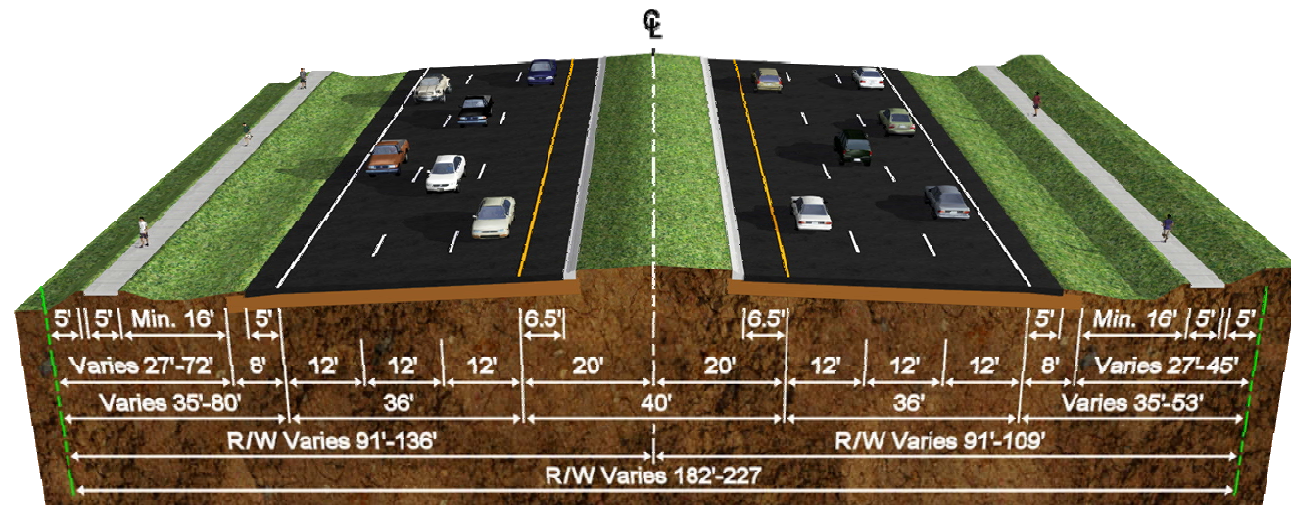 ℄
5' 5' Min. 16' 5' 6.5' 6.5' 5' Min. 16' 5' 5'
Varies 27'-72' 8' 12' 12' 12' 20' 20' 12' 12' 12' 8' Varies 27'-45'
Varies 35'-80' 36' 40' 36' Varies 35'-53'
R/W Varies 91'-136' R/W Varies 91'-109'
R/W Varies 182'-227